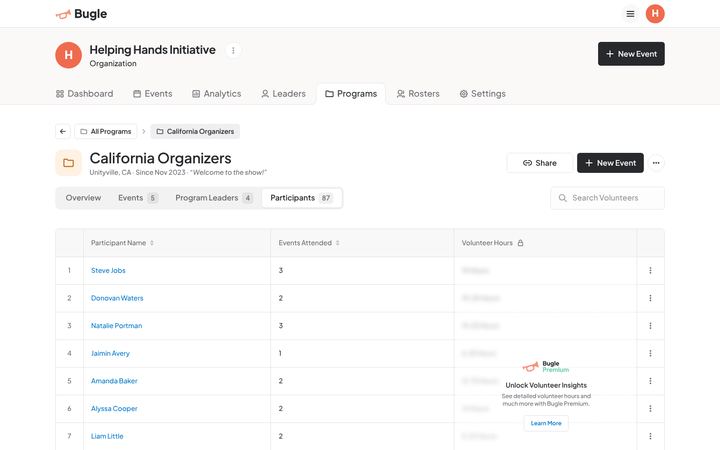 Bugle
H
H
Helping Hands Initiative
Organization
New Event
Dashboard
Events
Analytics
Leaders
Programs
Rosters
Settings
All Programs
California Organizers
California Organizers
Unityville, CA · Since Nov 2023 · "Welcome to the show!"
Share
New Event
Overview
Events 5
Program Leaders 4
Participants 87
Search Volunteers
Participant Name
Events Attended
Volunteer Hours
1 Steve Jobs 3
2 Donovan Waters 2
3 Natalie Portman 3
4 Jaimin Avery 1
5 Amanda Baker 2
6 Alyssa Cooper 2
7 Liam Little 2
Bugle
Premium
Unlock Volunteer Insights
See detailed volunteer hours and
much more with Bugle Premium.
Learn More